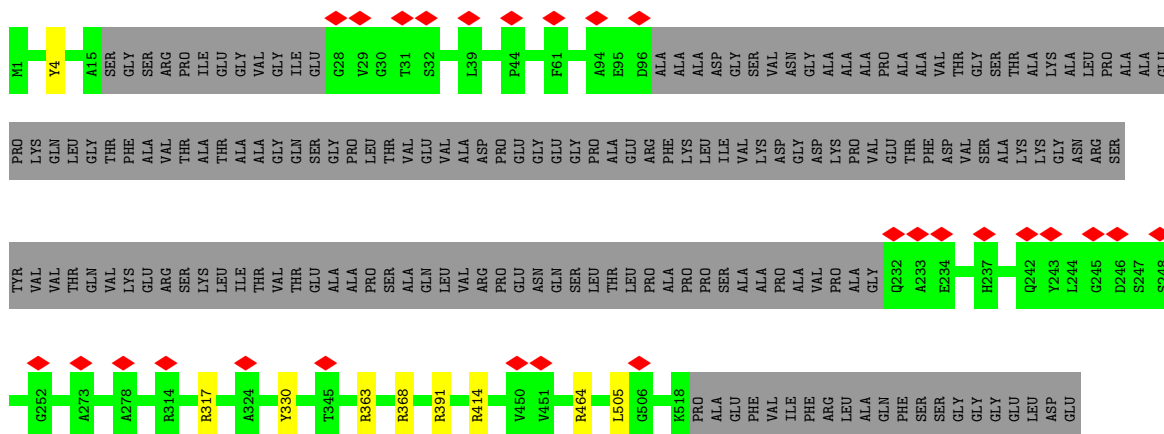 M1 Y4 A15 SER GLY SER ARG PRO ILE GLU GLY VAL GLY ILE GLU G28 V29 G30 T31 S32 L39 P44 F61 A94 E95 D96 ALA ALA ALA ALA ASP GLY SER VAL ASN GLY ALA ALA ALA ALA PRO ALA ALA VAL THR GLY SER THR ALA LYS ALA LEU PRO ALA ALA GLU
PRO LYS GLN LEU GLY THR PHE ALA VAL THR ALA THR ALA ALA GLY GLN SER GLY PRO LEU THR VAL GLU VAL ALA ASP PRO GLU GLY GLU GLY PRO ALA GLU ARG PHE LYS LEU ILE VAL LYS ASP GLY ASP LYS PRO VAL GLU THR PHE ASP VAL SER ALA LYS LYS GLY ASN ARG SER
TYR VAL VAL THR GLN VAL LYS GLU ARG SER LYS LEU ILE THR VAL THR GLU ALA ALA PRO SER ALA GLN LEU VAL ARG PRO GLU ASN GLN SER LEU THR LEU PRO ALA PRO PRO SER ALA ALA PRO ALA VAL PRO ALA GLY Q232 A233 E234 H237 Q242 Y243 L244 G245 D246 S247 S248
G252 A273 A278 R314 R317 A324 Y330 T345 R363 R368 R391 R414 V450 V451 R464 L505 G506 K518 PRO ALA GLU PHE VAL ILE PHE ARG LEU ALA GLN PHE SER SER GLY GLY GLY GLU LEU ASP GLU